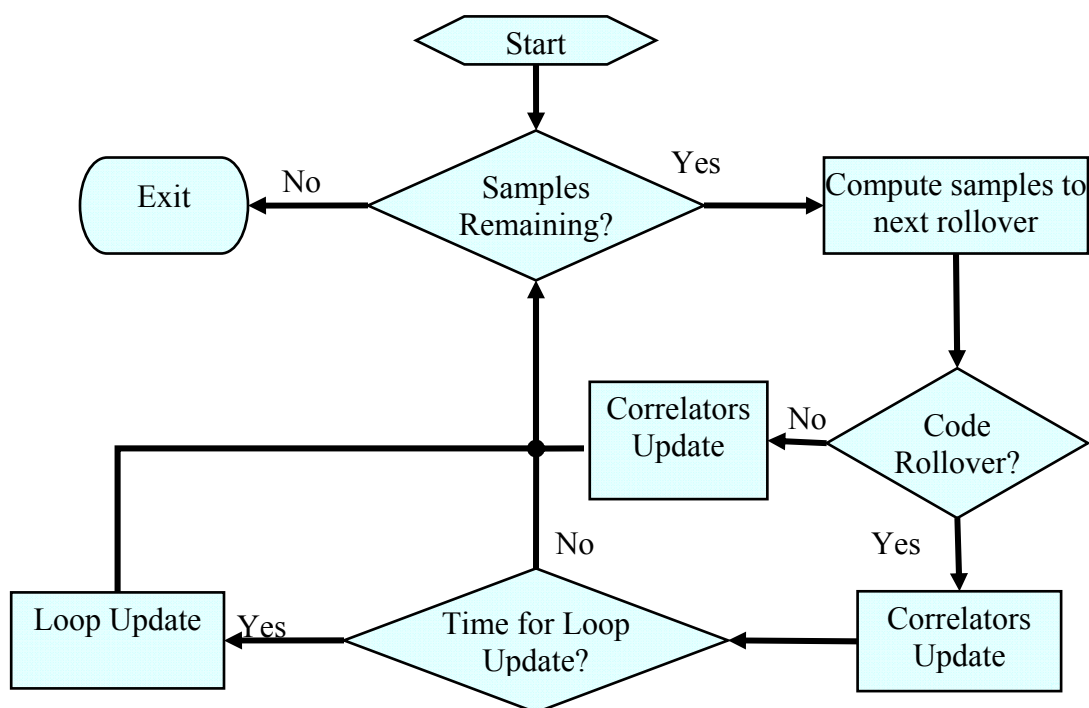 Start
No
Exit
Samples
Remaining?
Yes
Compute samples to
next rollover
Correlators
Update
No
Code
Rollover?
Yes
No
Loop Update
Yes
Time for Loop
Update?
Correlators
Update